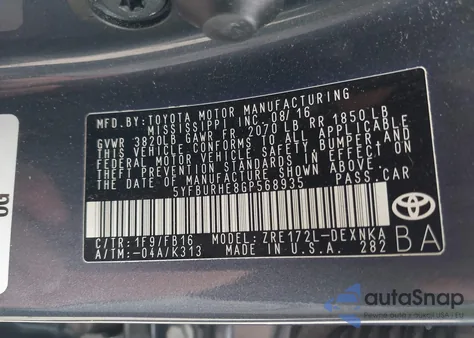 MFD.BY:TOYOTA MOTOR MANUFACTURING
MISSISSIPPI INC. 08/16
GVWR 3820LB GAWR FR 2070 LB RR 1850 LB
THIS VEHICLE CONFORMS TO ALL APPLICABLE
FEDERAL MOTOR VEHICLE SAFETY, BUMPER, AND
THEFT PREVENTION STANDARDS IN EFFECT ON
THE DATE OF MANUFACTURE SHOWN ABOVE.
5YFBURHE8GP568935 PASS.CAR
C/TR: 1F9/FB16 MODEL: ZRE172L-DEXNKA
A/TM:-04A/K313 MADE IN U.S.A. 282
BA
autoSnap